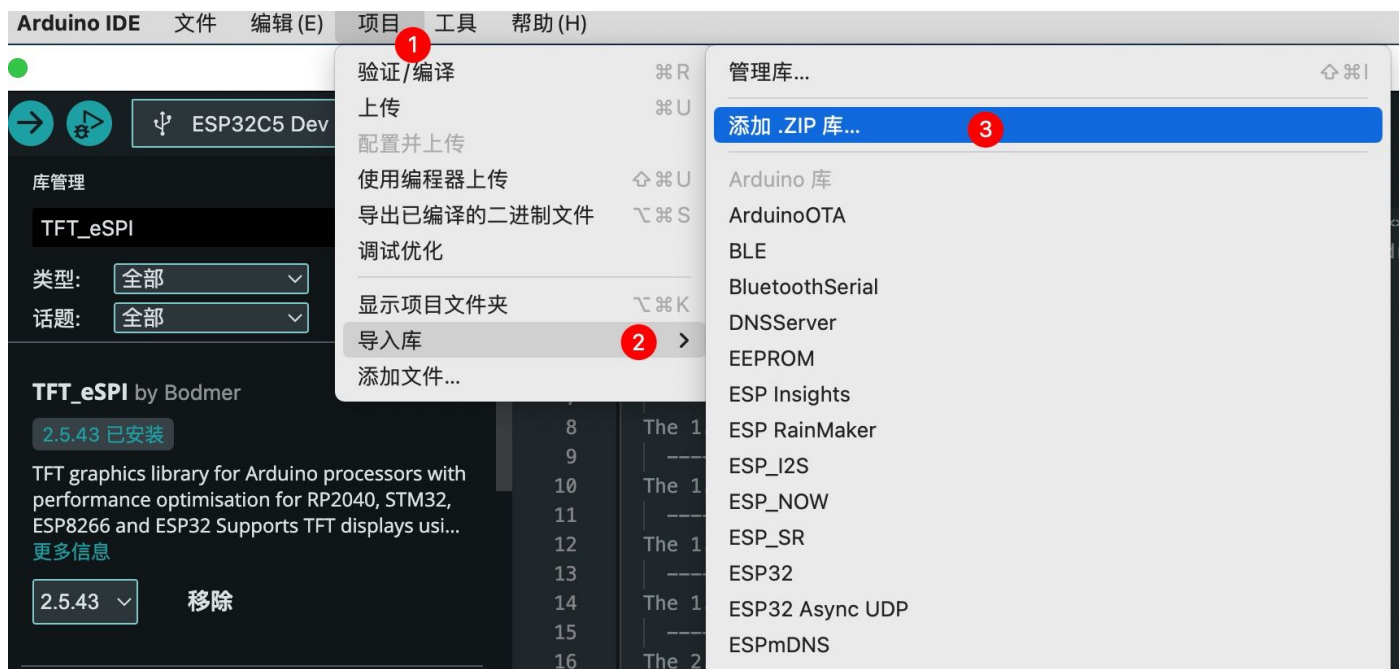 Arduino IDE 文件 编辑(E) 项目 工具 帮助(H)
1
ESP32C5 Dev
库管理
TFT_eSPI
类型: 全部
话题: 全部
TFT_eSPI by Bodmer
2.5.43 已安装
TFT graphics library for Arduino processors with
performance optimisation for RP2040, STM32,
ESP8266 and ESP32 Supports TFT displays usi...
更多信息
2.5.43 移除
验证/编译 ⌘R
上传 ⌘U
配置并上传
使用编程器上传 ⇧⌘U
导出已编译的二进制文件 ⌥⌘S
调试优化
显示项目文件夹 ⌥⌘K
导入库 2 >
添加文件...
管理库... ⇧⌘I
添加 .ZIP 库... 3
Arduino 库
ArduinoOTA
BLE
BluetoothSerial
DNSServer
EEPROM
ESP Insights
ESP RainMaker
ESP_I2S
ESP_NOW
ESP_SR
ESP32
ESP32 Async UDP
ESPmDNS
8 The 1
9 ----
10 The 1
11 ----
12 The 1
13 ----
14 The 1
15 ----
16 The 2